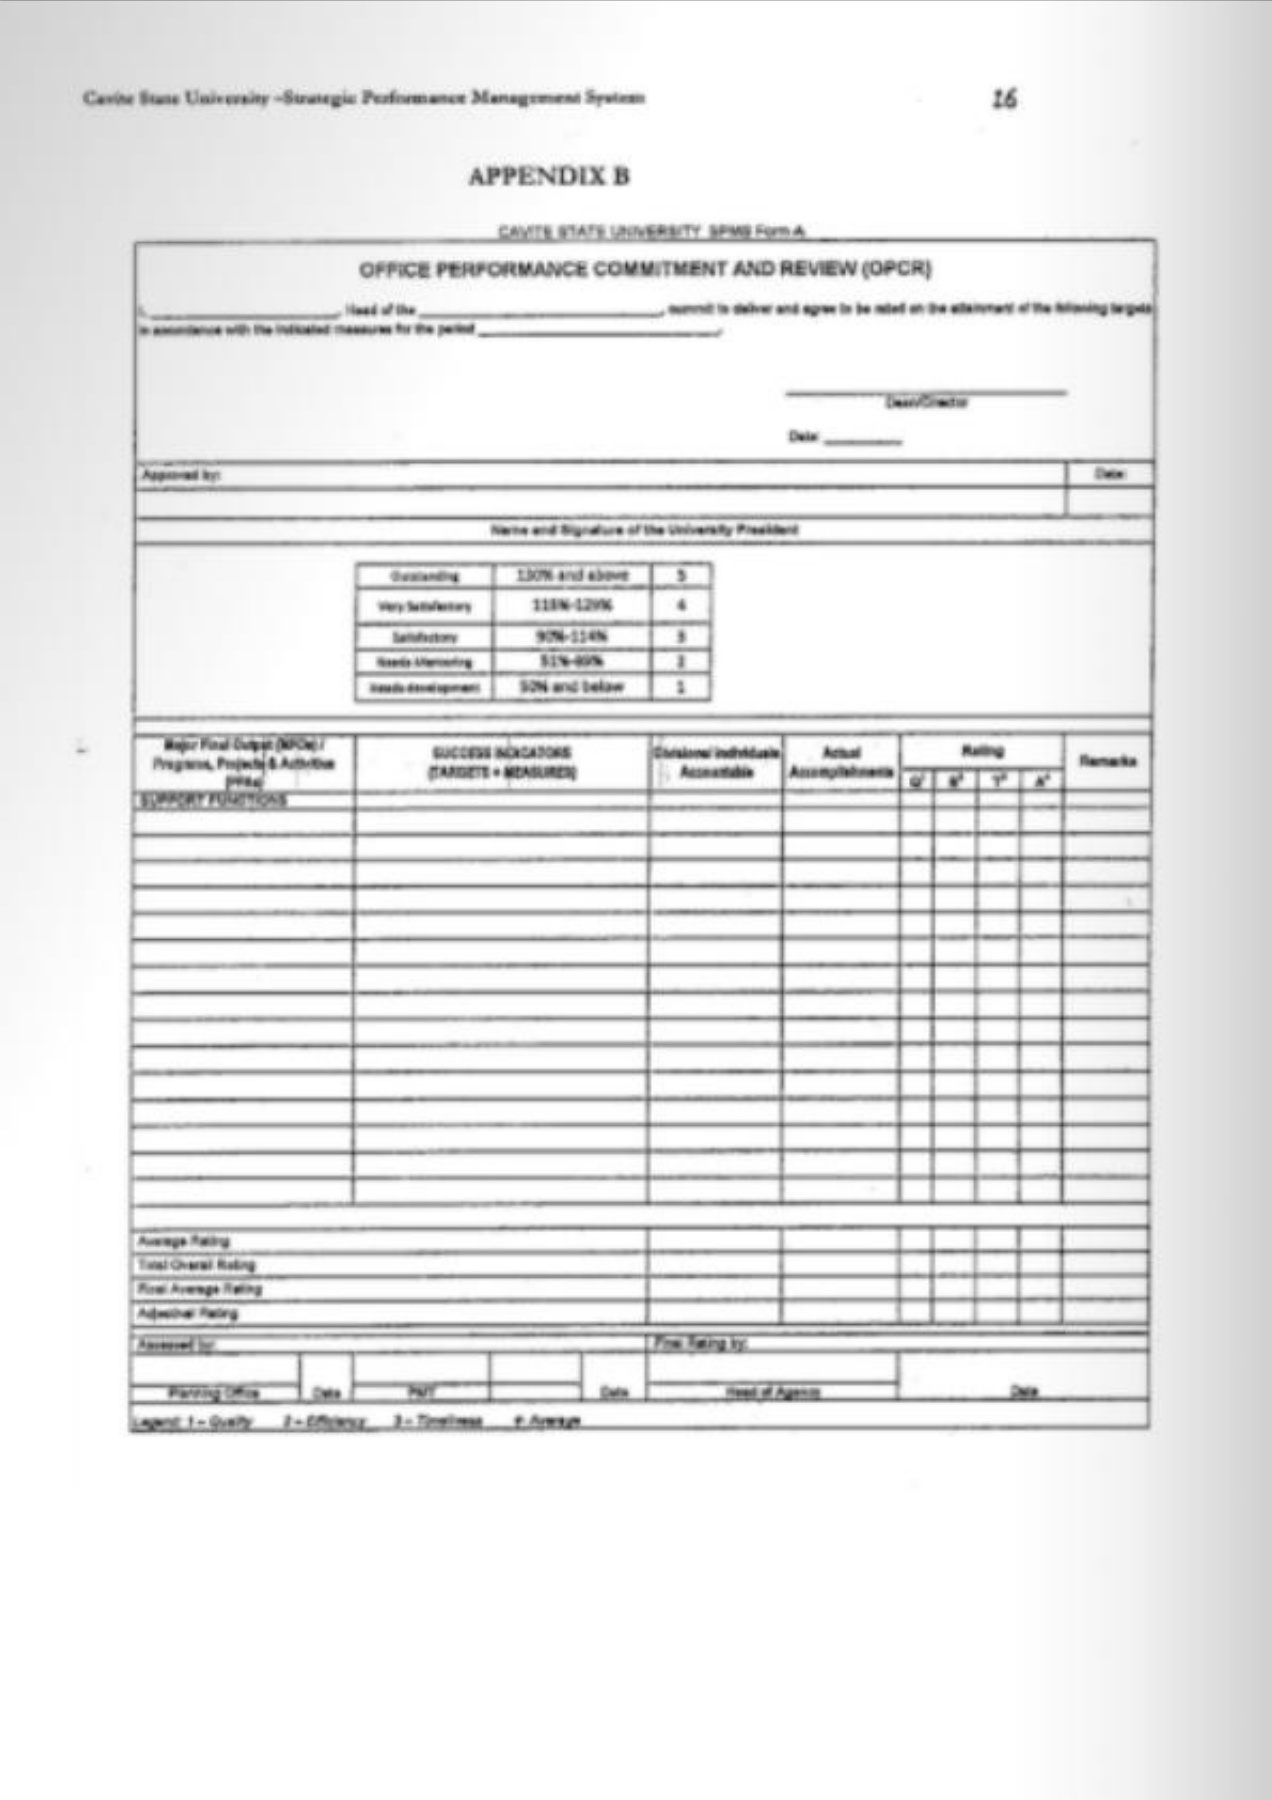 Cavite State University –Strategic Performance Management System
16
APPENDIX B
CAVITE STATE UNIVERSITY SPMS Form A
OFFICE PERFORMANCE COMMITMENT AND REVIEW (OPCR)
I, ____________________, Head of the ____________________, commit to deliver and agree to be rated on the attainment of the following targets
in accordance with the indicated measures for the period ____________________.
Dean/Director
Date: ________
Approved by:
Date:
Name and Signature of the University President
Outstanding 130% and above 5
Very Satisfactory 115%-129% 4
Satisfactory 90%-114% 3
Needs Mentoring 51%-89% 2
Needs development 50% and below 1
Major Final Output (MFOs) /
Programs, Projects & Activities
(PPAs)
SUCCESS INDICATORS
(TARGETS + MEASURES)
Divisions/ Individuals
Accountable
Actual
Accomplishments
Rating
Q¹ E² T³ A⁴
Remarks
SUPPORT FUNCTIONS
Average Rating
Total Overall Rating
Final Average Rating
Adjectival Rating
Assessed by:
Final Rating by:
Planning Office
Date
PMT
Date
Head of Agency
Date
Legend: 1 – Quality 2 – Efficiency 3 – Timeliness 4- Average